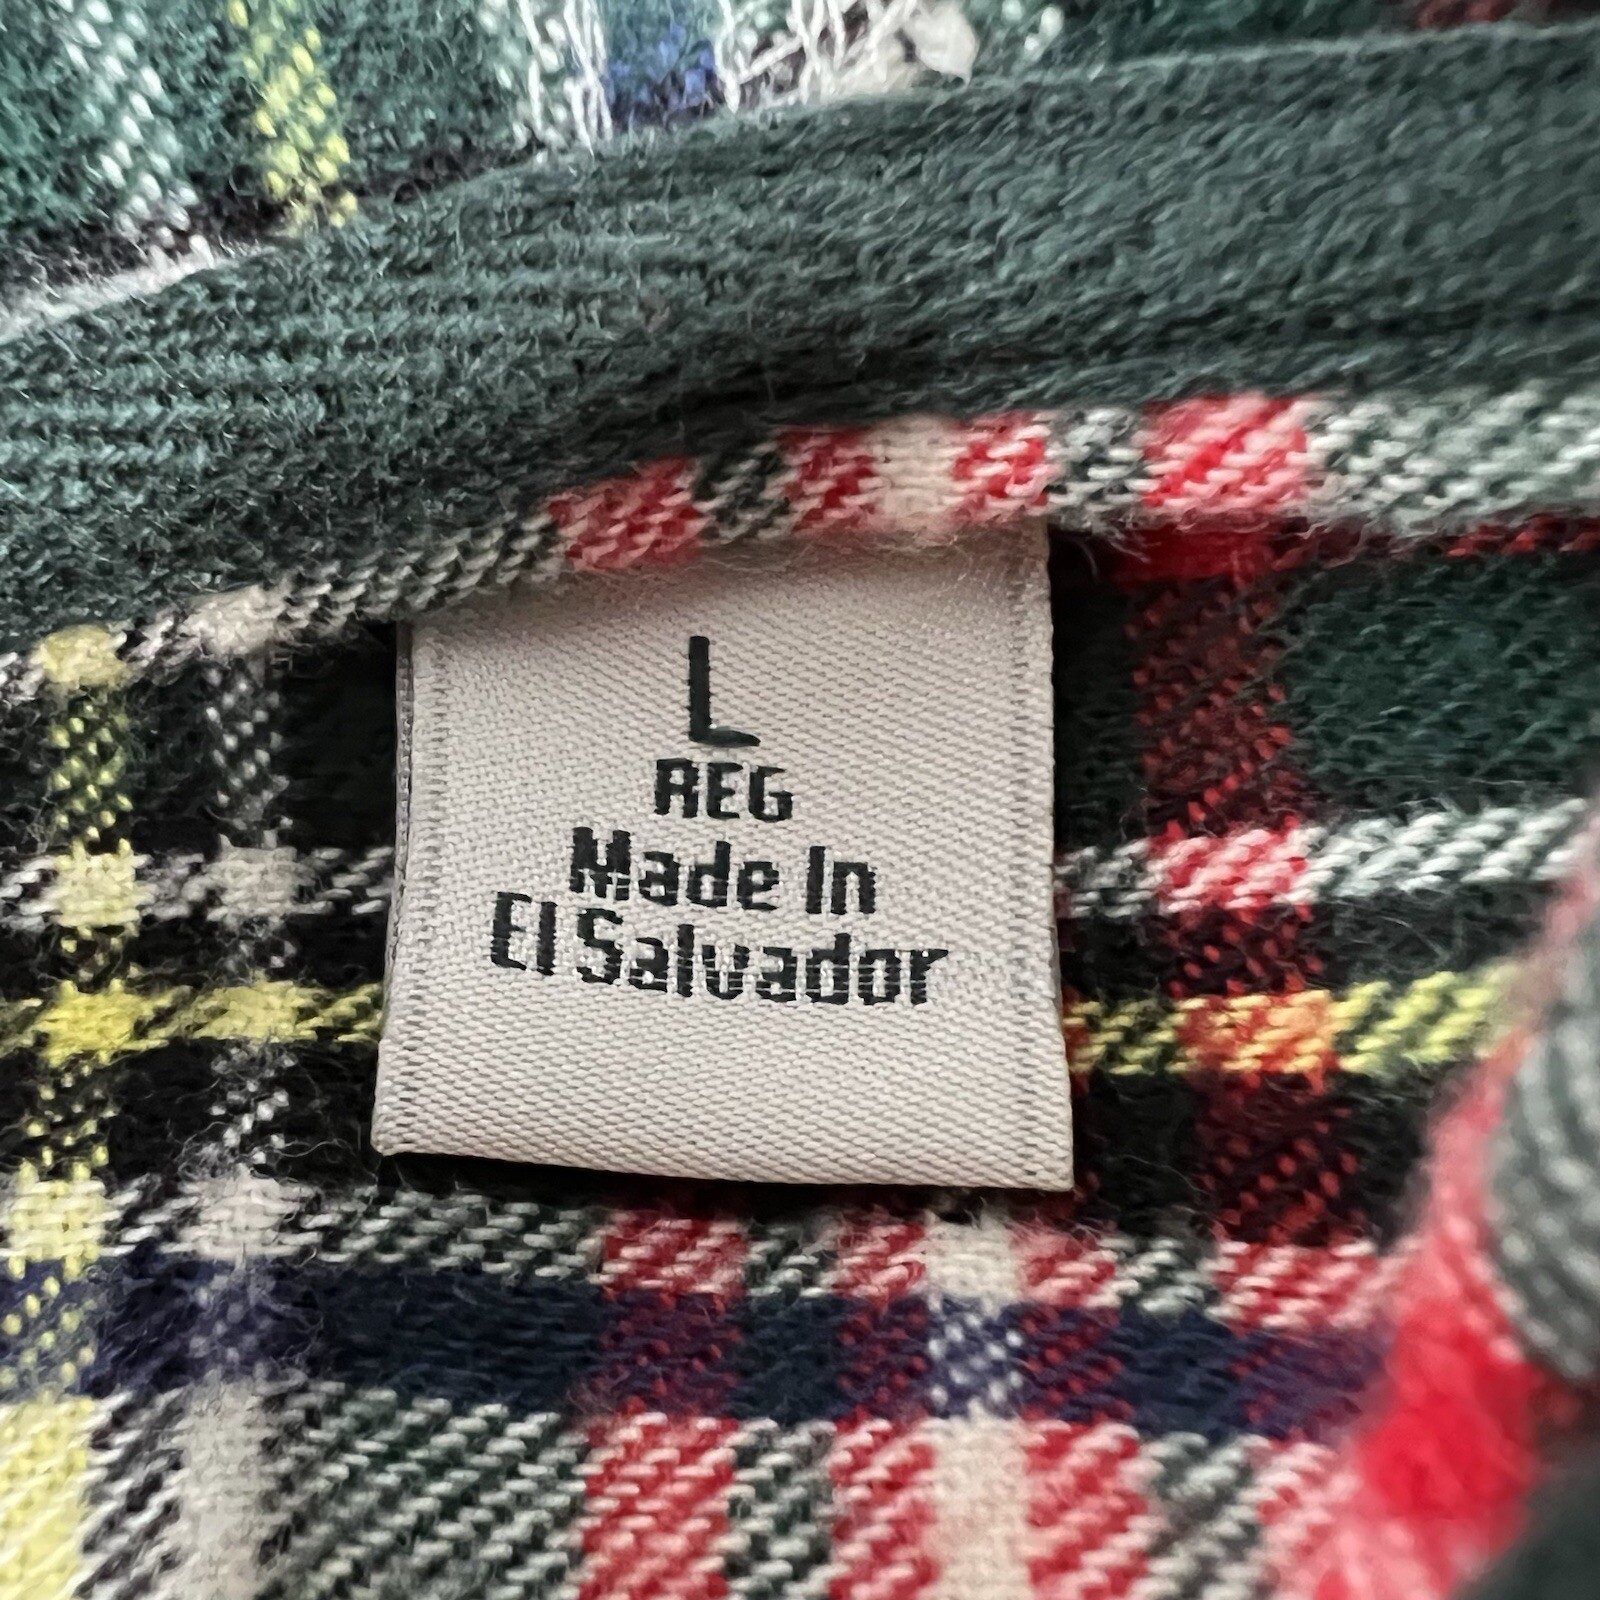 L
REG
Made In
El Salvador